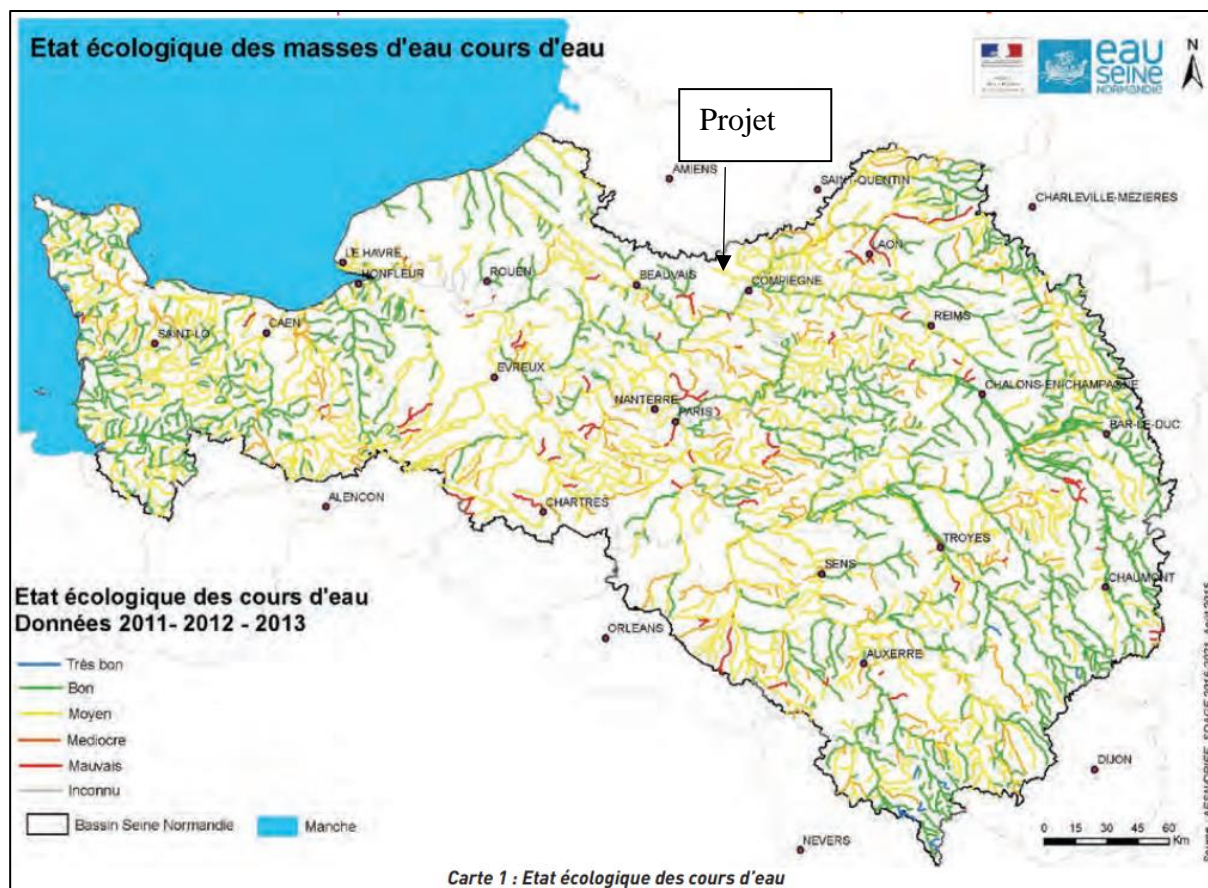 Etat écologique des masses d'eau cours d'eau
eau
SEINE
NORMANDIE
N
Projet
AMIENS
SAINT-QUENTIN
CHARLEVILLE-MEZIERES
LAON
LE HAVRE
HONFLEUR
ROUEN
BEAUVAIS
COMPIEGNE
REIMS
SAINT-LO
CAEN
EVREUX
CHALONS-EN-CHAMPAGNE
NANTERRE
PARIS
BAR-LE-DUC
ALENCON
CHARTRES
TROYES
SENS
CHAUMONT
Etat écologique des cours d'eau
Données 2011- 2012 - 2013
ORLEANS
AUXERRE
Très bon
Bon
Moyen
Mediocre
Mauvais
Inconnu
DIJON
Bassin Seine Normandie
Manche
NEVERS
0 15 30 45 60
Km
Carte 1 : Etat écologique des cours d'eau